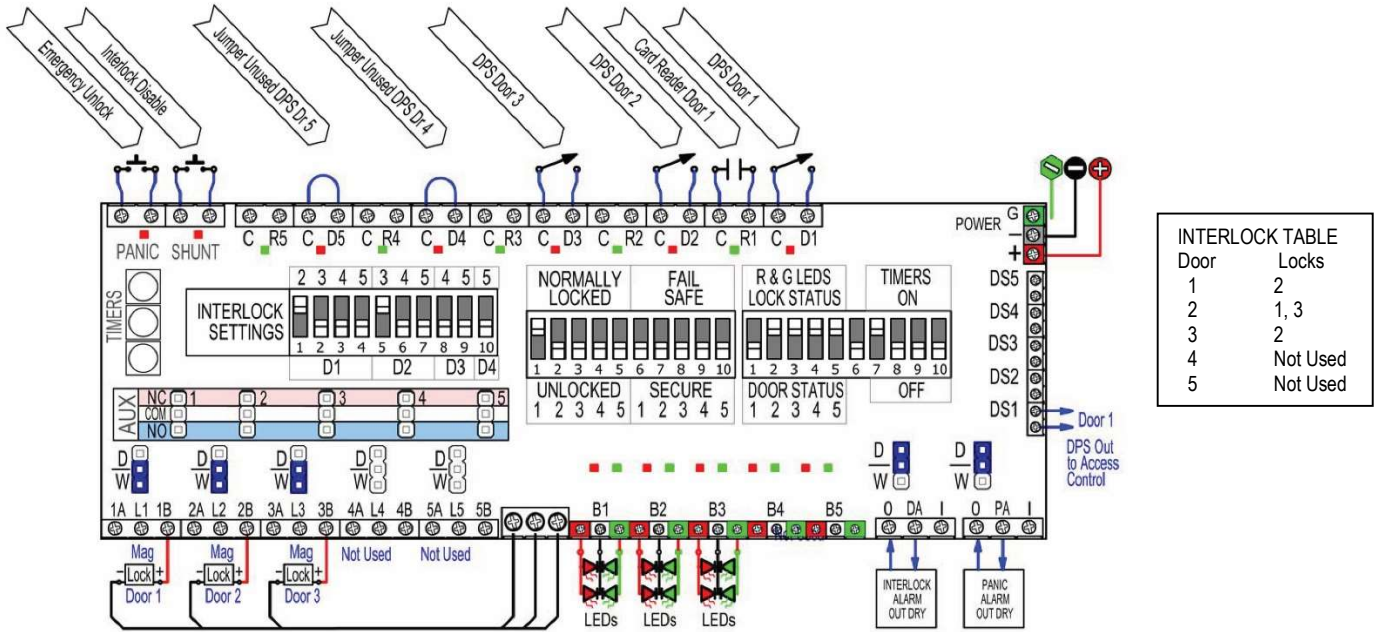 Emergency Unlock
Interlock Disable
Jumper Unused DPS Dr 5
Jumper Unused DPS Dr 4
DPS Door 3
DPS Door 2
Card Reader Door 1
DPS Door 1
PANIC SHUNT
C R5 C D5 C R4 C D4 C R3 C D3 C R2 C D2 C R1 C D1
POWER G
−
+
TIMERS
INTERLOCK SETTINGS
2 3 4 5 3 4 5 4 5 5
1 2 3 4 5 6 7 8 9 10
D1 D2 D3 D4
NORMALLY LOCKED
FAIL SAFE
1 2 3 4 5 6 7 8 9 10
UNLOCKED
1 2 3 4 5
SECURE
1 2 3 4 5
R & G LEDS LOCK STATUS
TIMERS ON
1 2 3 4 5 6 7 8 9 10
DOOR STATUS
1 2 3 4 5
OFF
DS5
DS4
DS3
DS2
DS1
Door 1
DPS Out
to Access
Control
INTERLOCK TABLE
Door Locks
1 2
2 1, 3
3 2
4 Not Used
5 Not Used
AUX
NC 1 2 3 4 5
COM
NO
D
W
D
W
D
W
D
W
D
W
D
W
D
W
1A L1 1B 2A L2 2B 3A L3 3B 4A L4 4B 5A L5 5B
B1 B2 B3 B4 B5
O DA I
O PA I
Mag
− Lock +
Door 1
Mag
− Lock +
Door 2
Mag
− Lock +
Door 3
Not Used
Not Used
Not Used
LEDs
LEDs
LEDs
INTERLOCK
ALARM
OUT DRY
PANIC
ALARM
OUT DRY